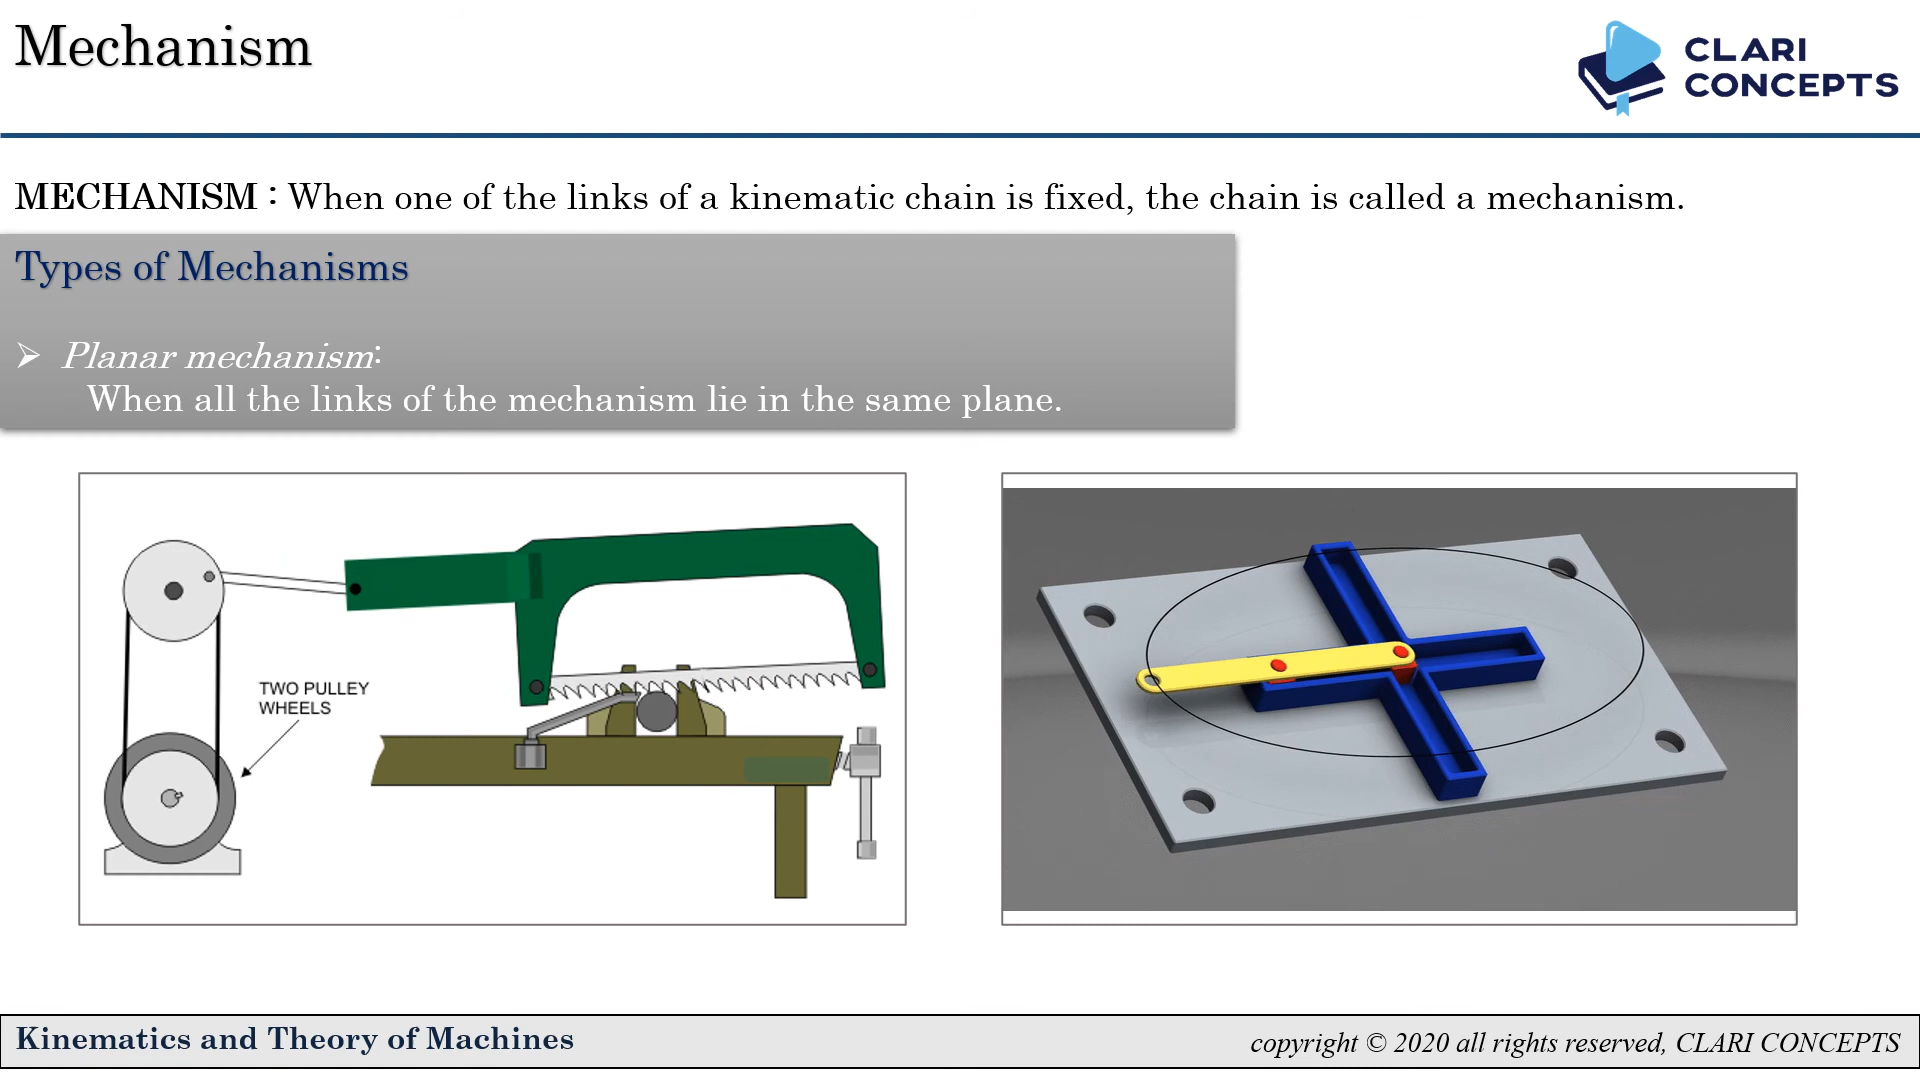 Mechanism
CLARI
CONCEPTS
MECHANISM : When one of the links of a kinematic chain is fixed, the chain is called a mechanism.
Types of Mechanisms
➢ Planar mechanism:
When all the links of the mechanism lie in the same plane.
TWO PULLEY
WHEELS
Kinematics and Theory of Machines
copyright © 2020 all rights reserved, CLARI CONCEPTS